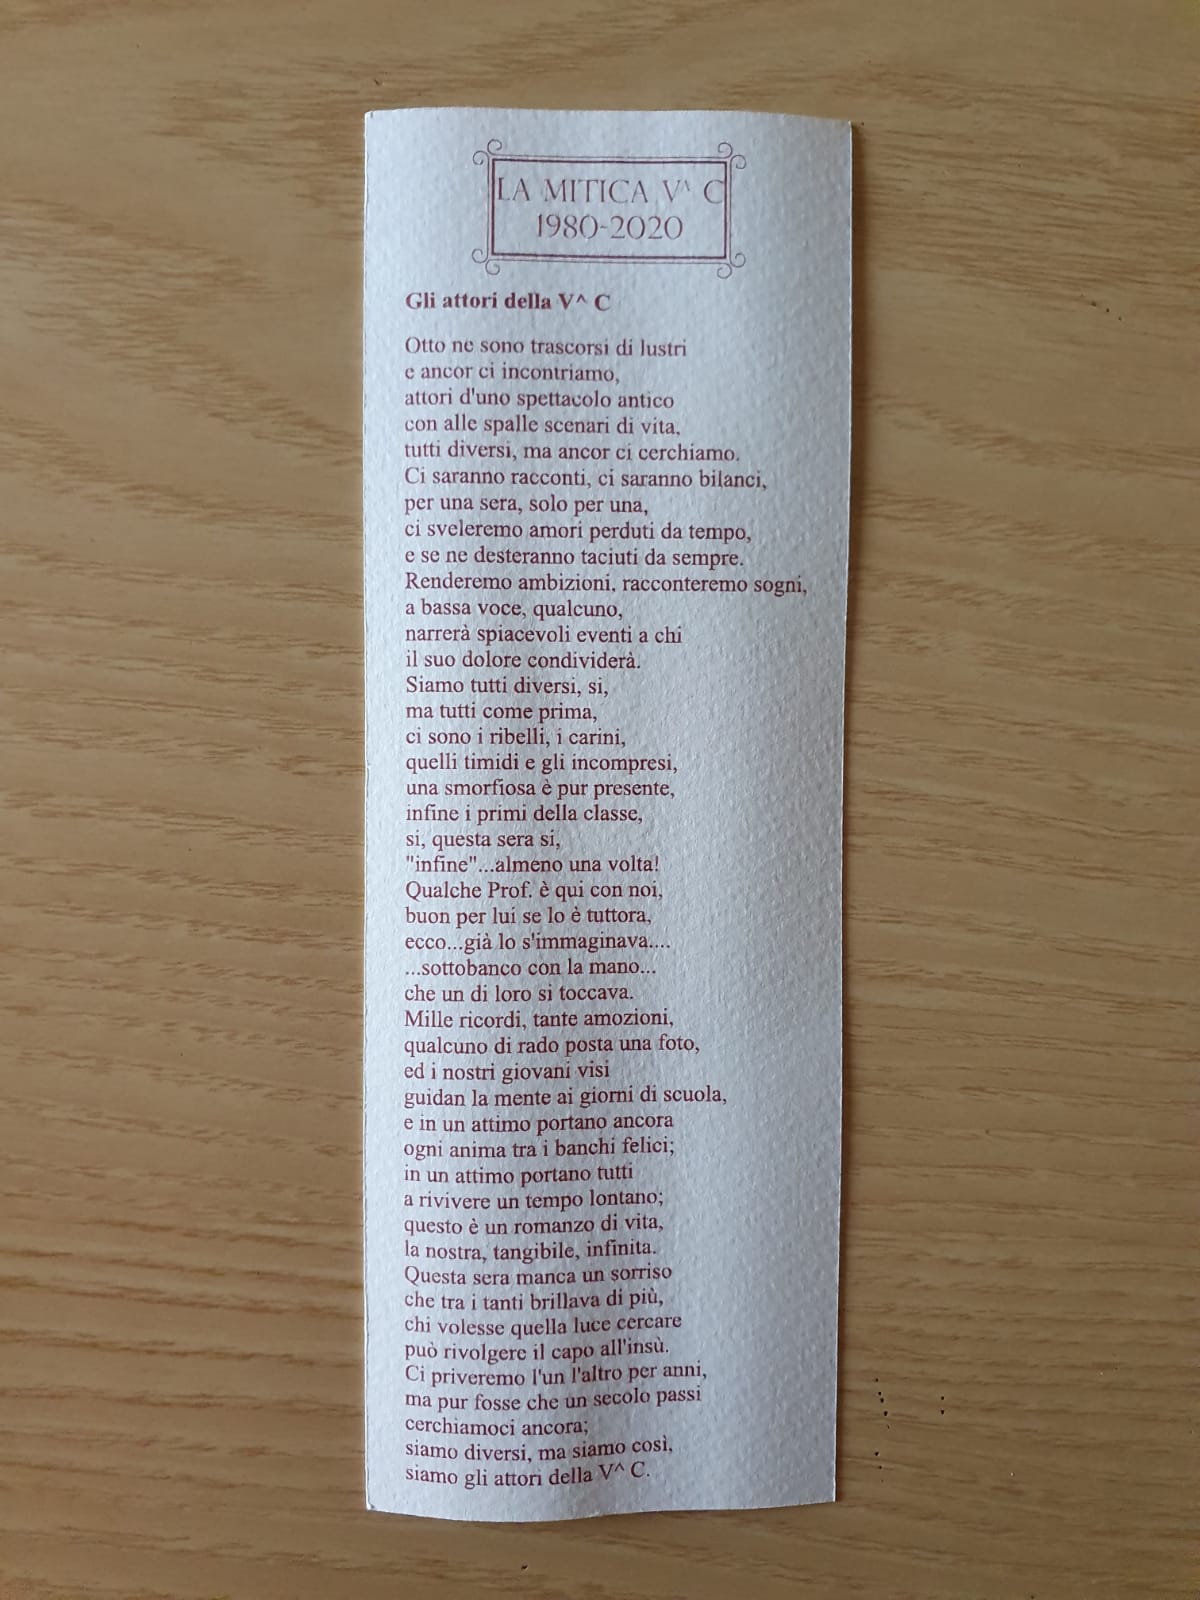 LA MITICA V^ C
1980-2020
Gli attori della V^ C
Otto ne sono trascorsi di lustri
e ancor ci incontriamo,
attori d'uno spettacolo antico
con alle spalle scenari di vita,
tutti diversi, ma ancor ci cerchiamo.
Ci saranno racconti, ci saranno bilanci,
per una sera, solo per una,
ci sveleremo amori perduti da tempo,
e se ne desteranno taciuti da sempre.
Renderemo ambizioni, racconteremo sogni,
a bassa voce, qualcuno,
narrerà spiacevoli eventi a chi
il suo dolore condividerà.
Siamo tutti diversi, si,
ma tutti come prima,
ci sono i ribelli, i carini,
quelli timidi e gli incompresi,
una smorfiosa è pur presente,
infine i primi della classe,
si, questa sera si,
"infine"...almeno una volta!
Qualche Prof. è qui con noi,
buon per lui se lo è tuttora,
ecco...già lo s'immaginava....
...sottobanco con la mano...
che un di loro si toccava.
Mille ricordi, tante amozioni,
qualcuno di rado posta una foto,
ed i nostri giovani visi
guidan la mente ai giorni di scuola,
e in un attimo portano ancora
ogni anima tra i banchi felici;
in un attimo portano tutti
a rivivere un tempo lontano;
questo è un romanzo di vita,
la nostra, tangibile, infinita.
Questa sera manca un sorriso
che tra i tanti brillava di più,
chi volesse quella luce cercare
può rivolgere il capo all'insù.
Ci priveremo l'un l'altro per anni,
ma pur fosse che un secolo passi
cerchiamoci ancora;
siamo diversi, ma siamo così,
siamo gli attori della V^ C.